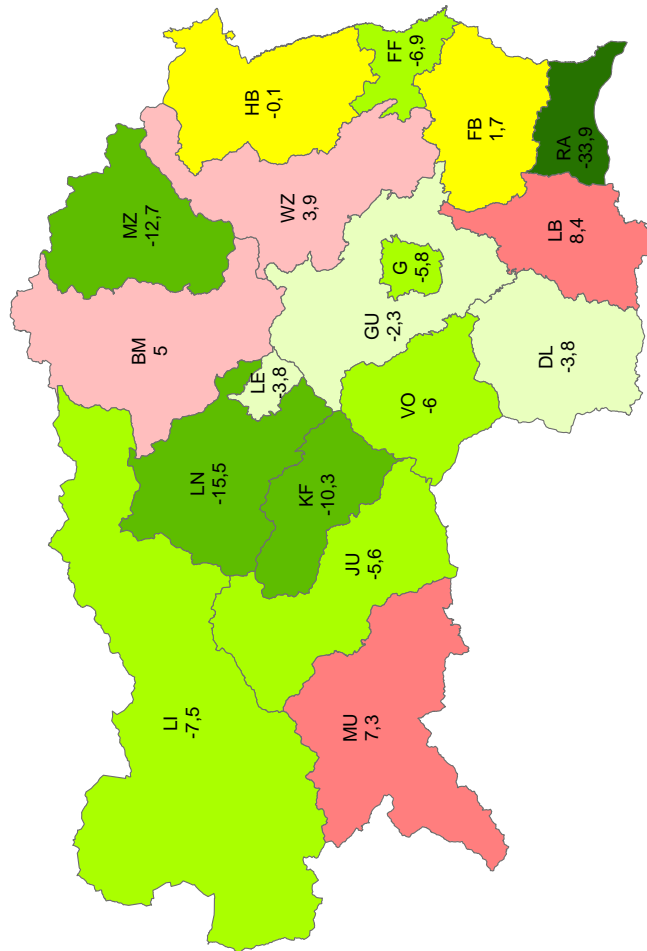 MZ
-12,7
BM
5
LI
-7,5
LN
-15,5
HB
-0,1
LE
-3,8
WZ
3,9
KF
-10,3
MU
7,3
JU
-5,6
GU
-2,3
FF
-6,9
G
-5,8
VO
-6
FB
1,7
DL
-3,8
LB
8,4
RA
-33,9